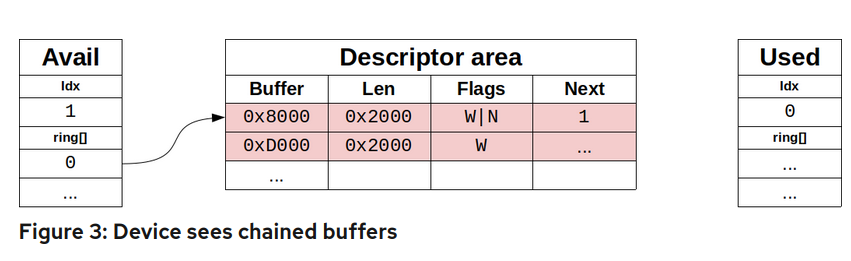 Avail Descriptor area Used
Idx Buffer Len Flags Next Idx
1 0x8000 0x2000 W|N 1 0
ring[] 0xD000 0x2000 W ... ring[]
0 ... ...
... ...
Figure 3: Device sees chained buffers